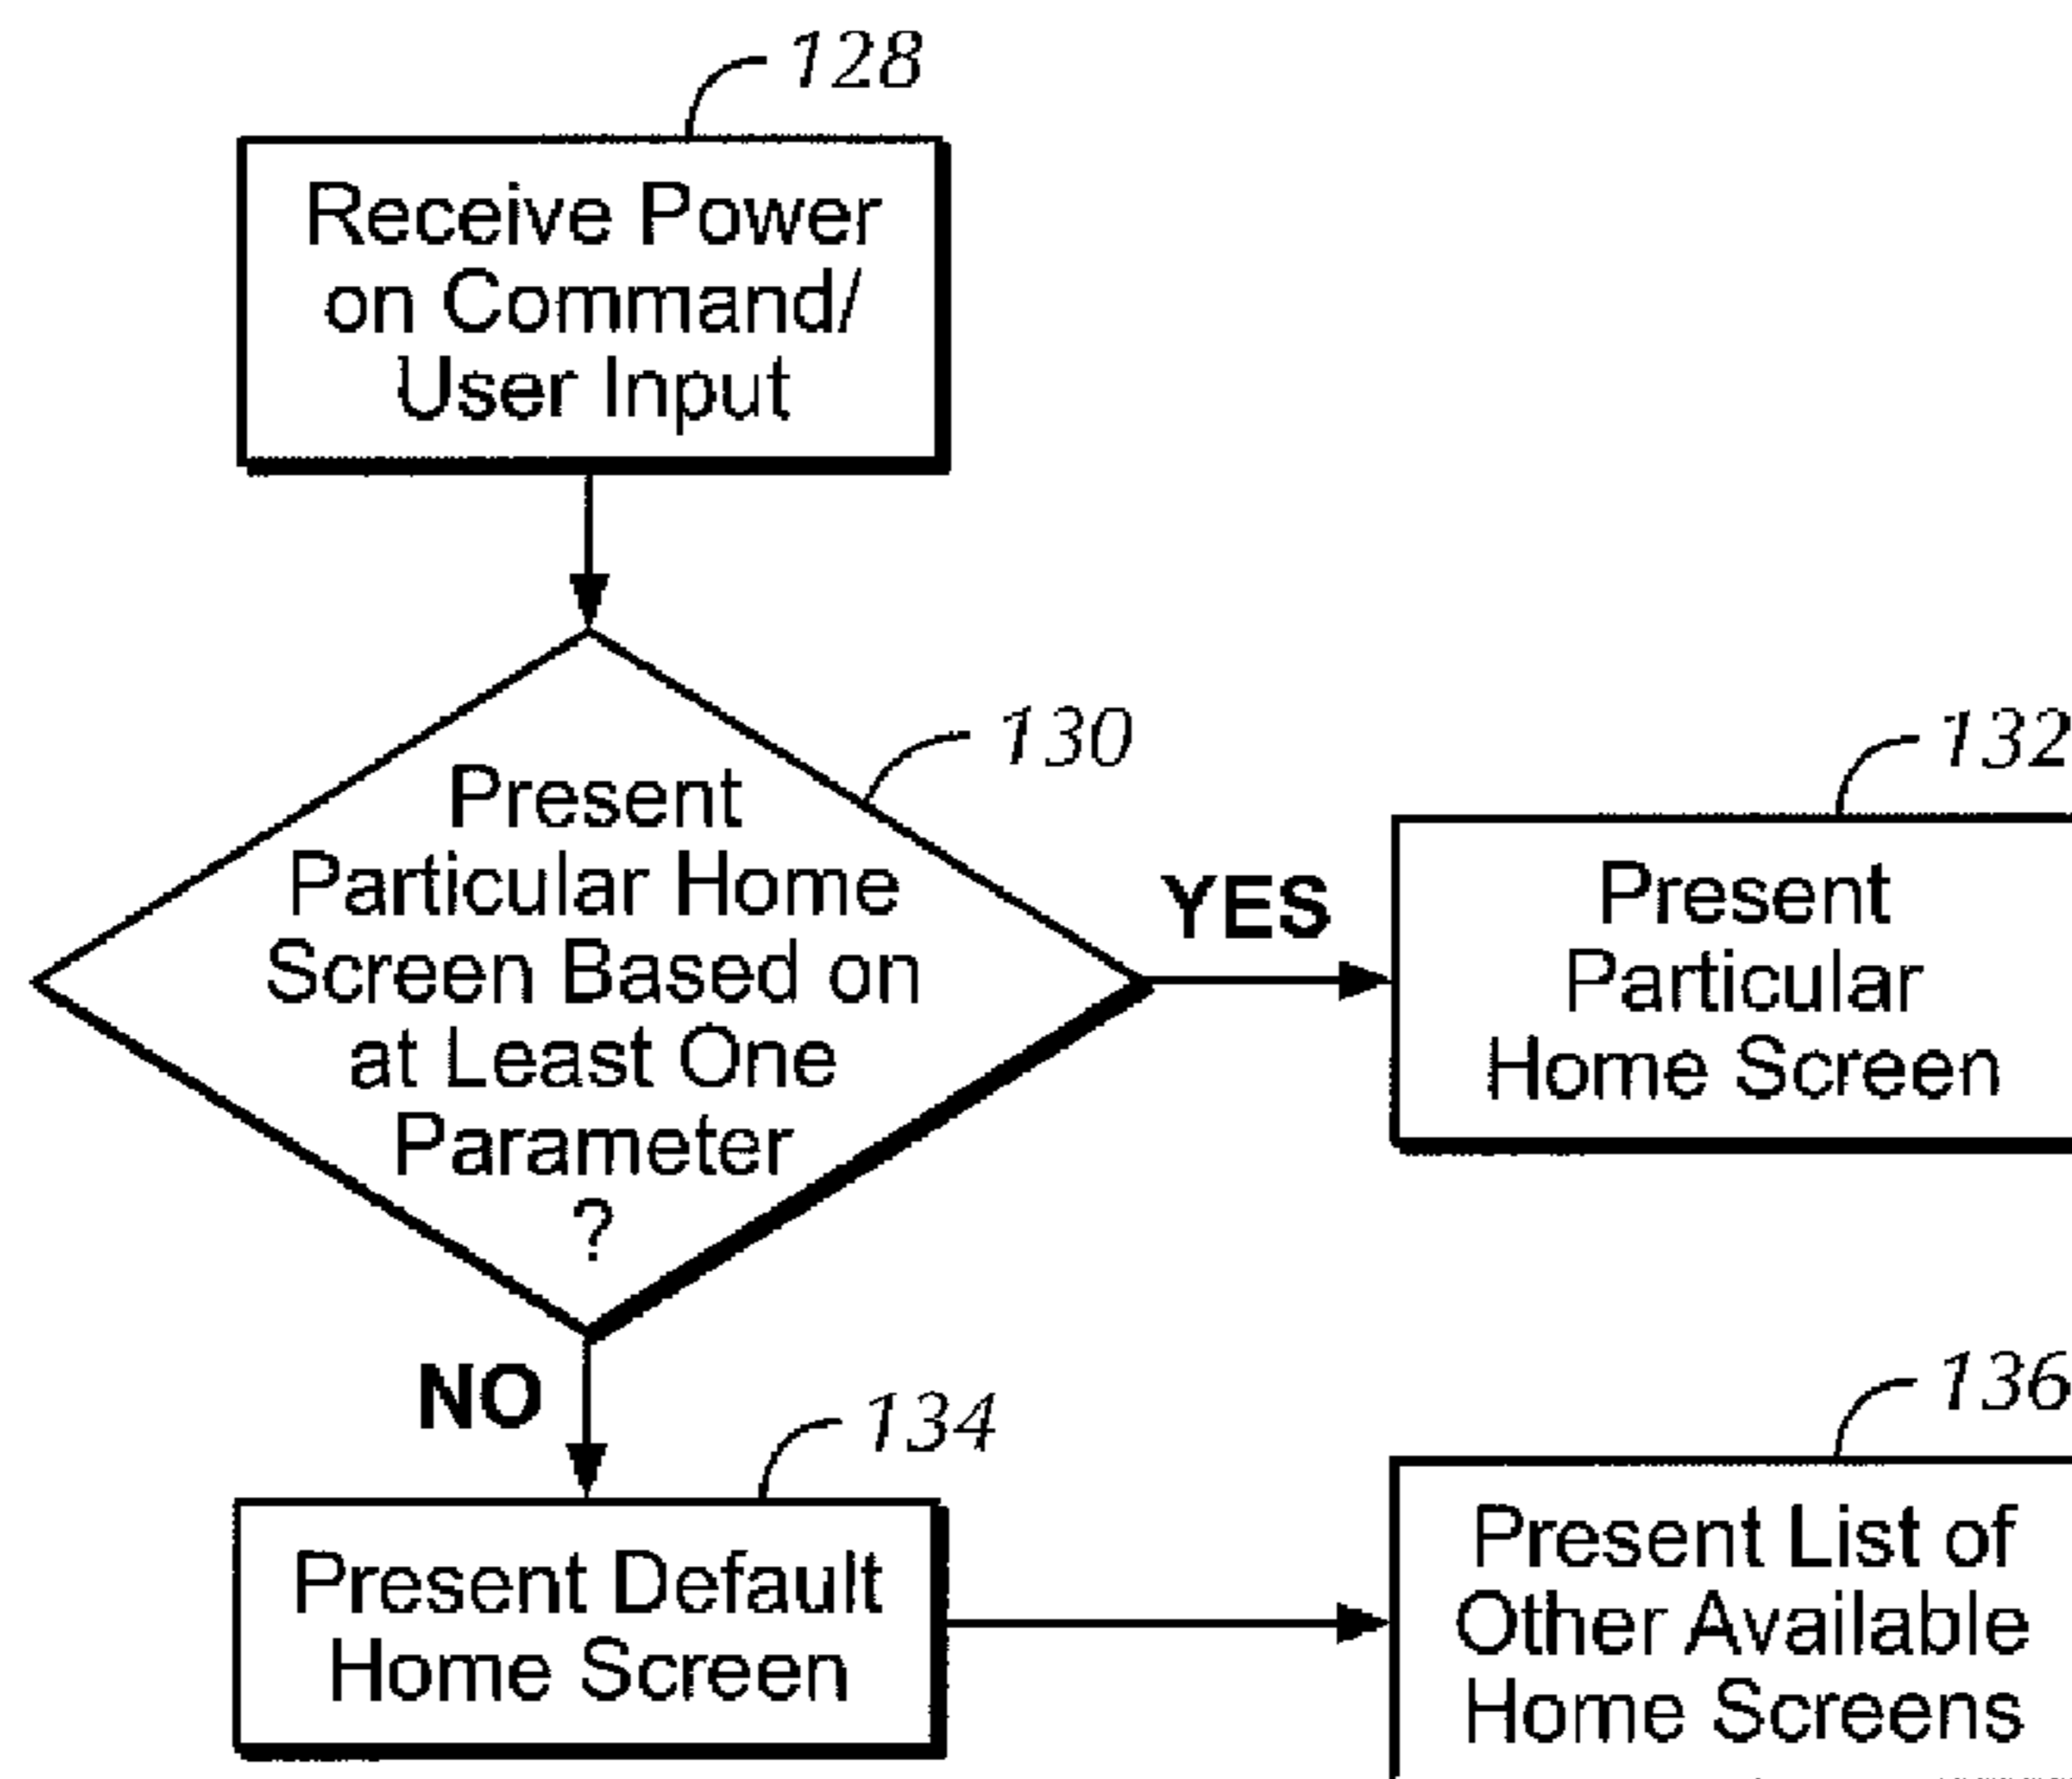 128
Receive Power
on Command/
User Input
130
Present
Particular Home
Screen Based on
at Least One
Parameter
?
YES
132
Present
Particular
Home Screen
NO
134
Present Default
Home Screen
136
Present List of
Other Available
Home Screens